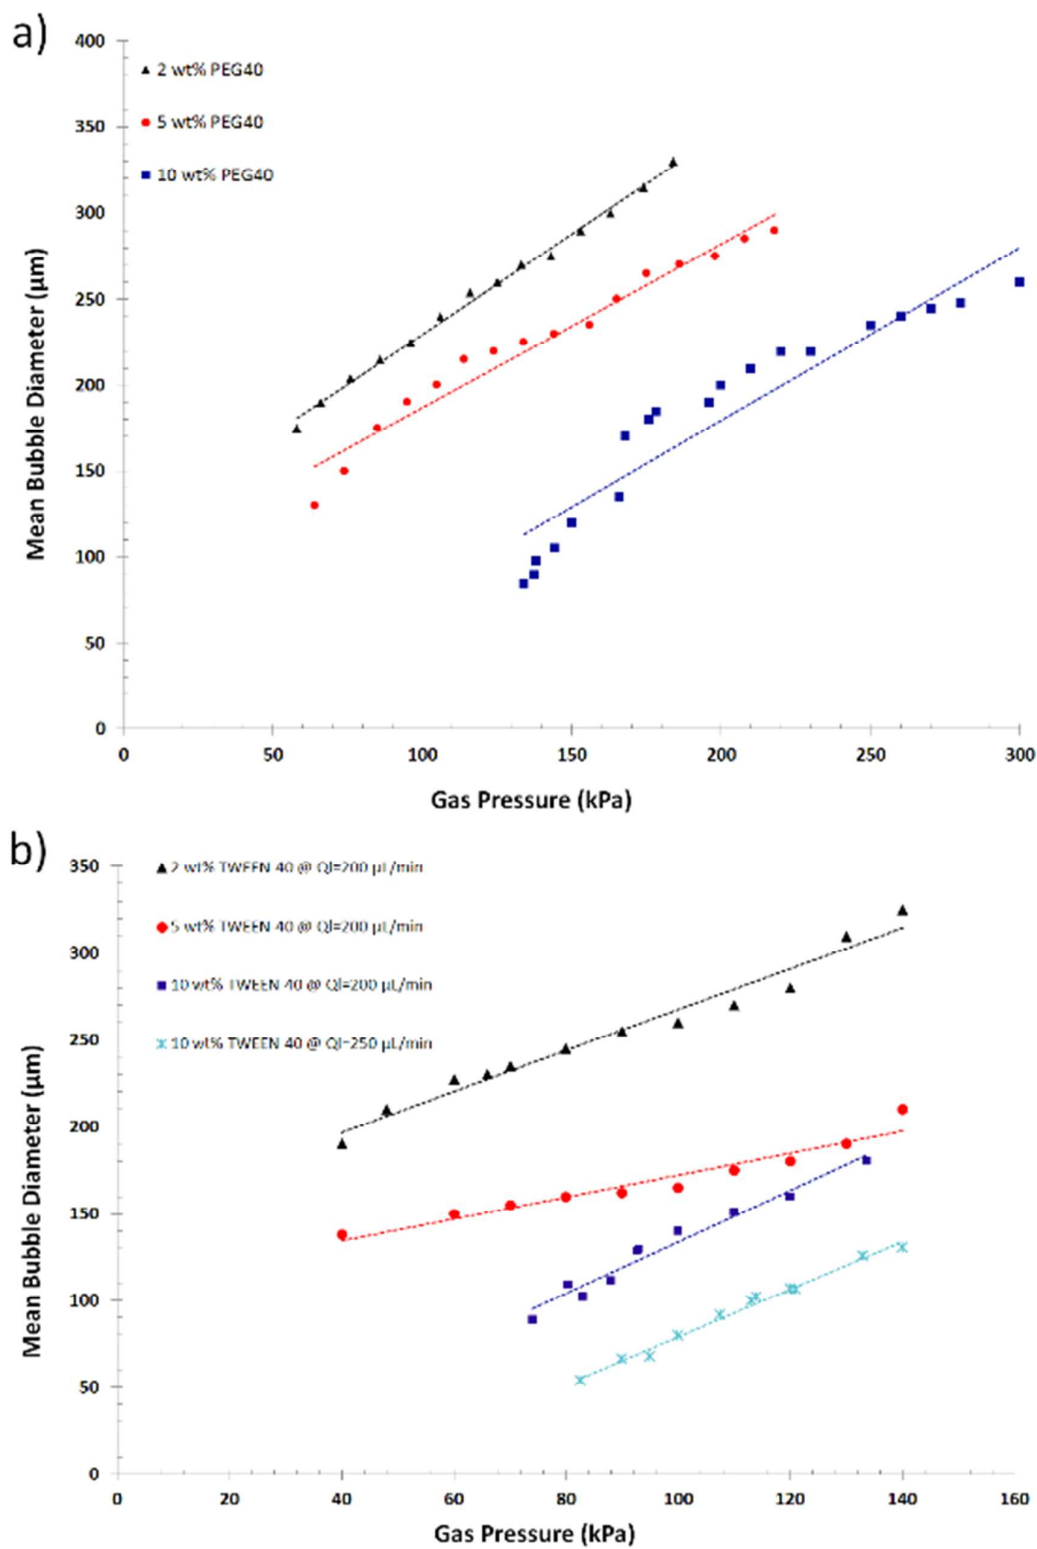 a)
400
2 wt% PEG40
350
5 wt% PEG40
10 wt% PEG40
300
250
200
150
100
50
0
Mean Bubble Diameter (µm)
0 50 100 150 200 250 300
Gas Pressure (kPa)
b)
350
2 wt% TWEEN 40 @ Ql=200 µL/min
5 wt% TWEEN 40 @ Ql=200 µL/min
300
10 wt% TWEEN 40 @ Ql=200 µL/min
250
10 wt% TWEEN 40 @ Ql=250 µL/min
200
150
100
50
0
Mean Bubble Diameter (µm)
0 20 40 60 80 100 120 140 160
Gas Pressure (kPa)